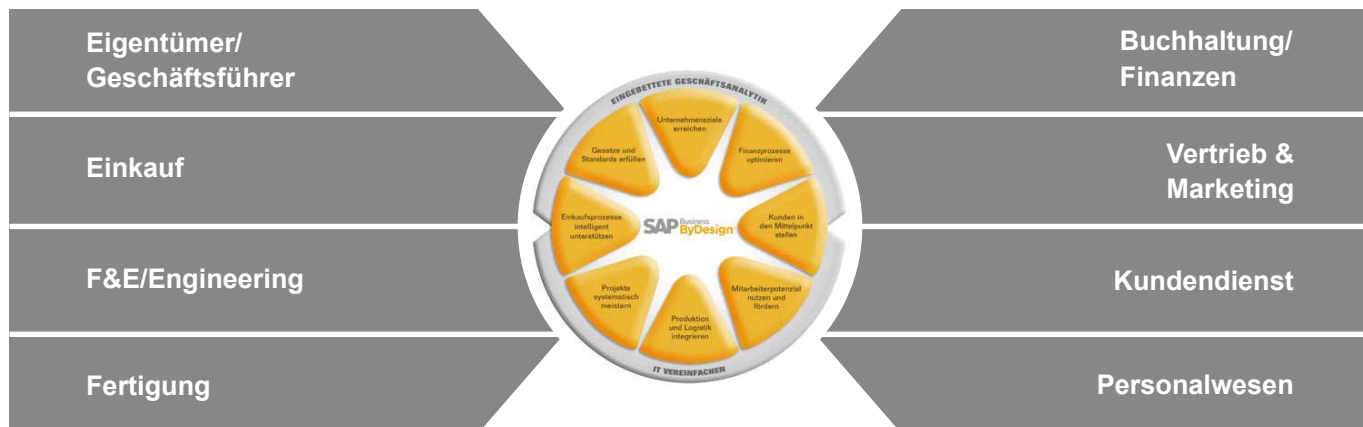 Eigentümer/
Geschäftsführer
Einkauf
F&E/Engineering
Fertigung
EINGEBETTETE GESCHÄFTSANALYTIK
Unternehmensziele
erreichen
Finanzprozesse
optimieren
Kunden in
den Mittelpunkt
stellen
Mitarbeiterpotenzial
nutzen und
fördern
Produktion
und Logistik
integrieren
Projekte
systematisch
meistern
Einkaufsprozesse
intelligent
unterstützen
Gesetze und
Standards erfüllen
SAP Business
ByDesign
IT VEREINFACHEN
Buchhaltung/
Finanzen
Vertrieb &
Marketing
Kundendienst
Personalwesen